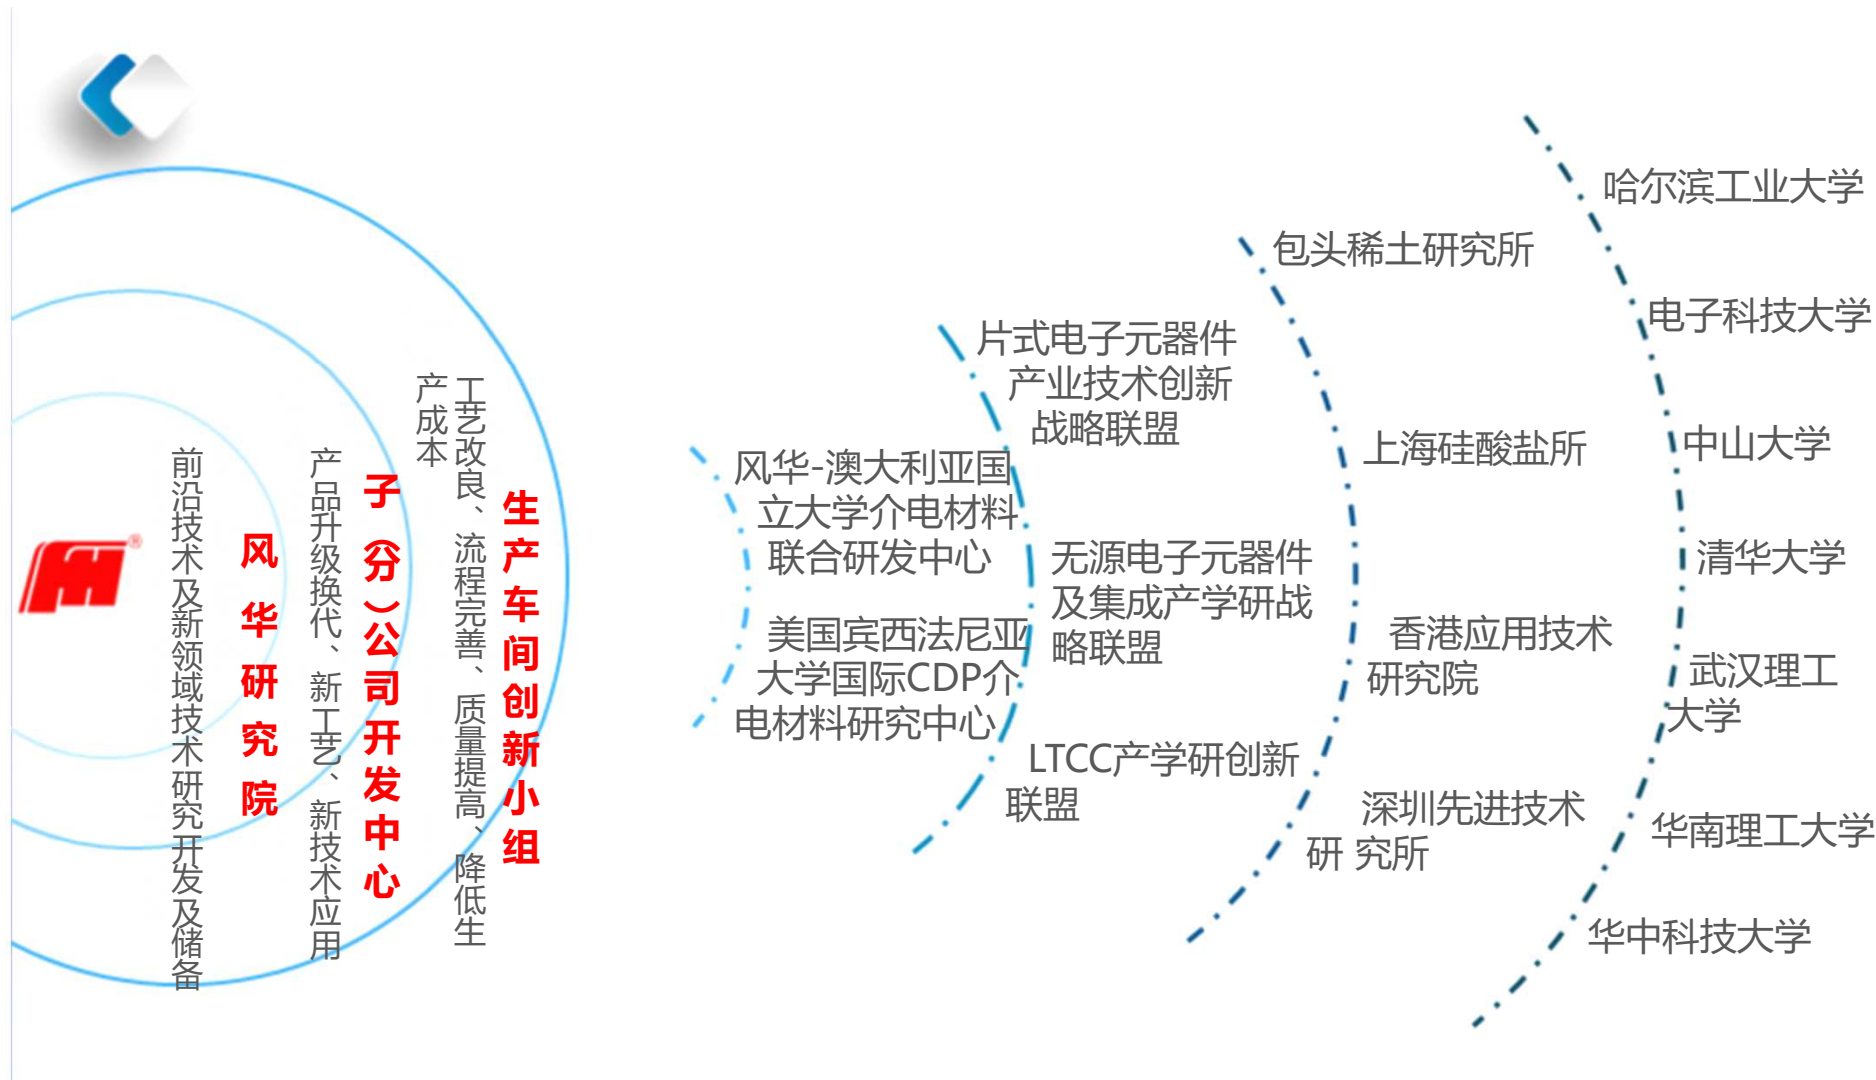 ®
前沿技术及新领域技术研究开发及储备
风华研究院
产品升级换代、新工艺、新技术应用
子（分）公司开发中心
工艺改良、流程完善、质量提高、降低生
产成本
生产车间创新小组
风华-澳大利亚国
立大学介电材料
联合研发中心
美国宾西法尼亚
大学国际CDP介
电材料研究中心
片式电子元器件
产业技术创新
战略联盟
无源电子元器件
及集成产学研战
略联盟
LTCC产学研创新
联盟
包头稀土研究所
上海硅酸盐所
香港应用技术
研究院
深圳先进技术
研 究所
哈尔滨工业大学
电子科技大学
中山大学
清华大学
武汉理工
大学
华南理工大学
华中科技大学